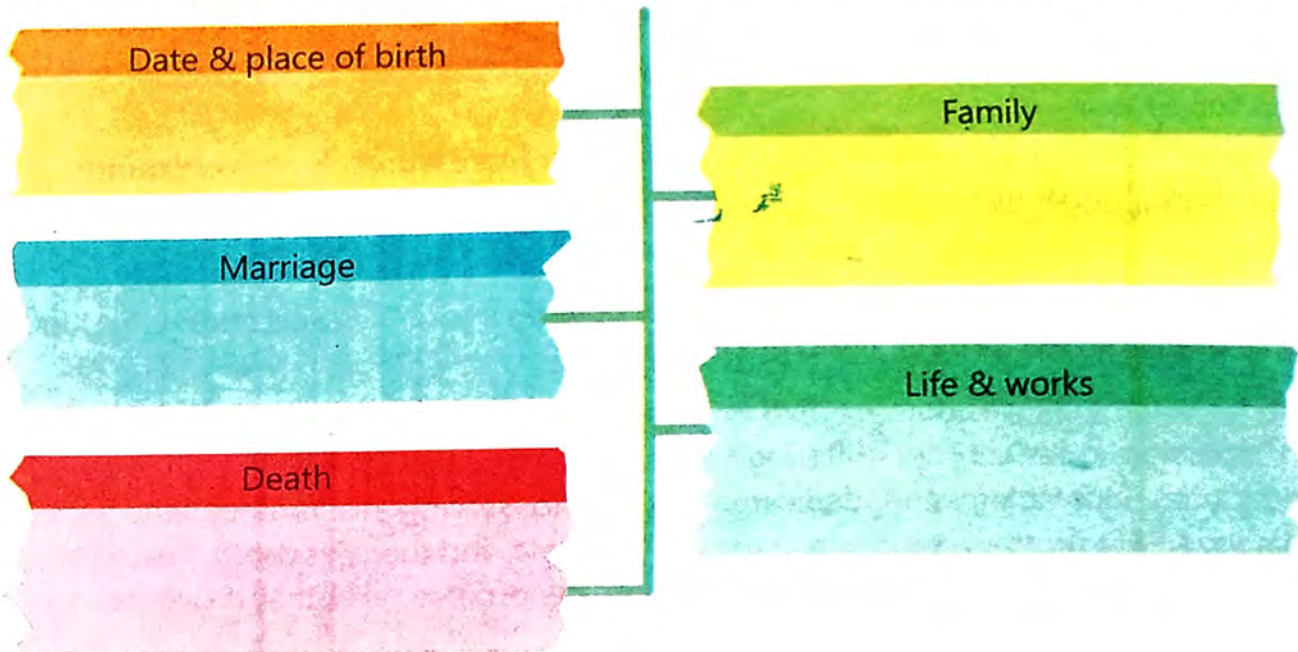 Date & place of birth
Family
Marriage
Life & works
Death